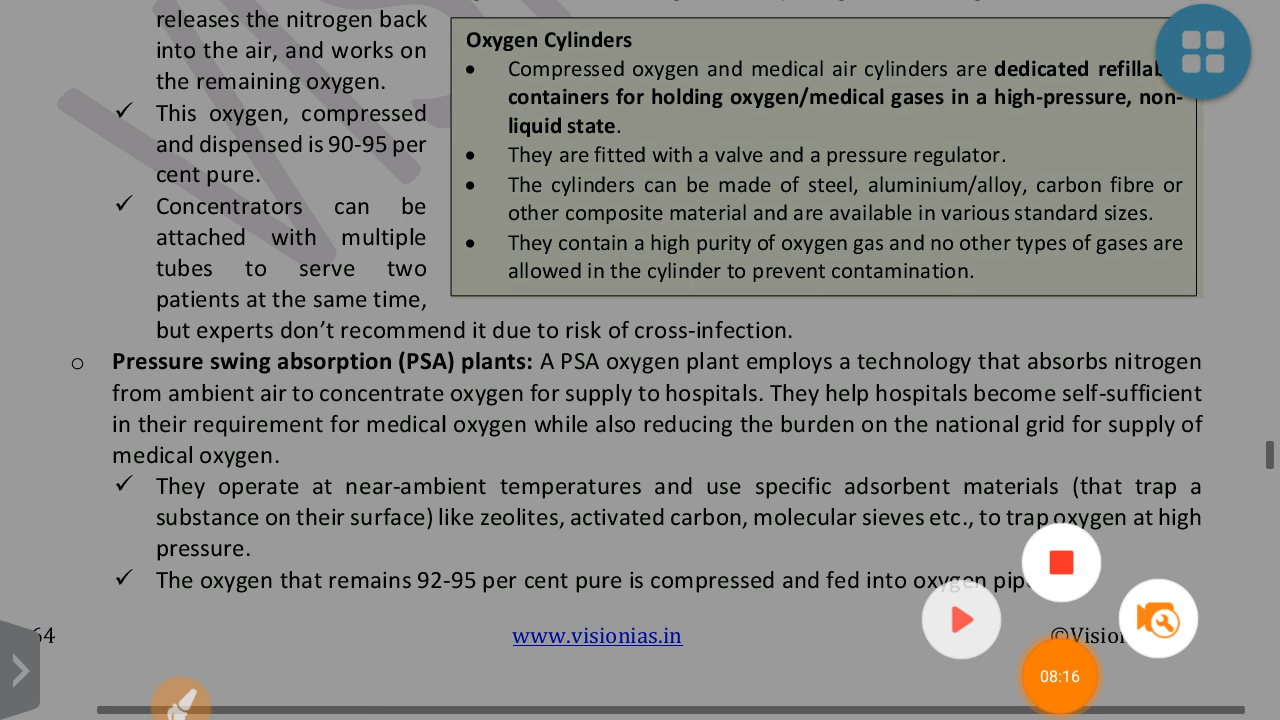 releases the nitrogen back
into the air, and works on
the remaining oxygen.
✓ This oxygen, compressed
and dispensed is 90-95 per
cent pure.
✓ Concentrators can be
attached with multiple
tubes to serve two
patients at the same time,
but experts don't recommend it due to risk of cross-infection.
Oxygen Cylinders
• Compressed oxygen and medical air cylinders are dedicated
containers for holding oxygen/medical gases in a high-pressure, non-
liquid state.
• They are fitted with a valve and a pressure regulator.
• The cylinders can be made of steel, aluminium/alloy, carbon fibre or
other composite material and are available in various standard sizes.
• They contain a high purity of oxygen gas and no other types of gases are
allowed in the cylinder to prevent contamination.
o Pressure swing absorption (PSA) plants: A PSA oxygen plant employs a technology that absorbs nitrogen
from ambient air to concentrate oxygen for supply to hospitals. They help hospitals become self-sufficient
in their requirement for medical oxygen while also reducing the burden on the national grid for supply of
medical oxygen.
✓ They operate at near-ambient temperatures and use specific adsorbent materials (that trap a
substance on their surface) like zeolites, activated carbon, molecular sieves etc., to trap oxygen at high
pressure.
✓ The oxygen that remains 92-95 per cent pure is compressed and fed into oxygen
64
www.visionias.in
08:16